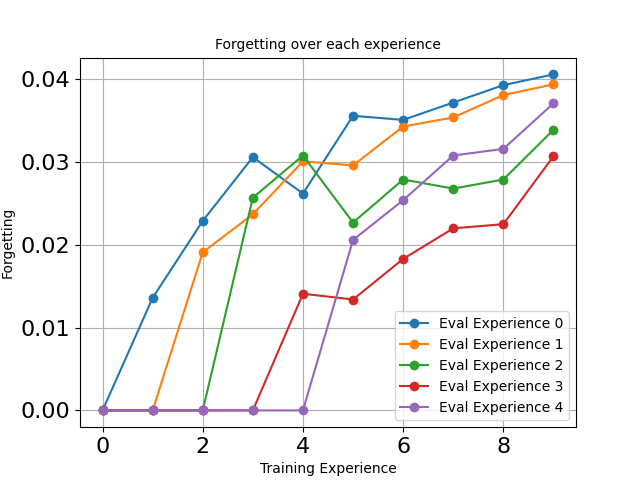 Forgetting over each experience
Forgetting
0.04
0.03
0.02
0.01
0.00
0 2 4 6 8
Training Experience
Eval Experience 0
Eval Experience 1
Eval Experience 2
Eval Experience 3
Eval Experience 4